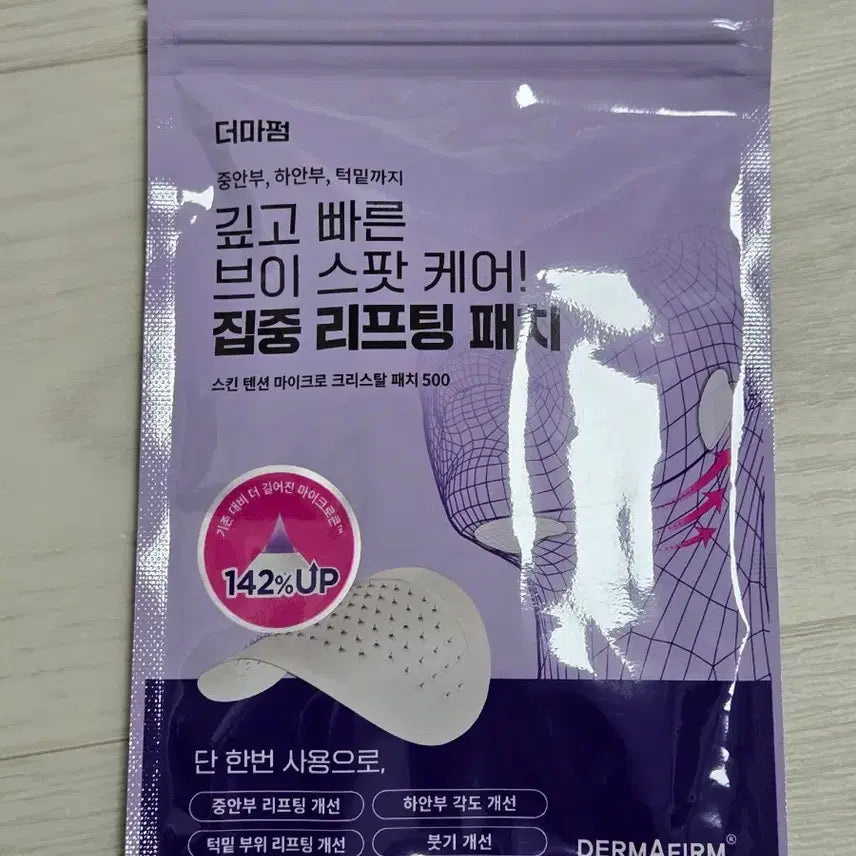 더마펌
중안부, 하안부, 턱밑까지
깊고 빠른
브이 스팟 케어!
집중 리프팅 패치
스킨 텐션 마이크로 크리스탈 패치 500
기존 대비 더 길어진 마이크로콘™
142%UP
단 한번 사용으로,
중안부 리프팅 개선
하안부 각도 개선
턱밑 부위 리프팅 개선
붓기 개선
DERMAFIRM®